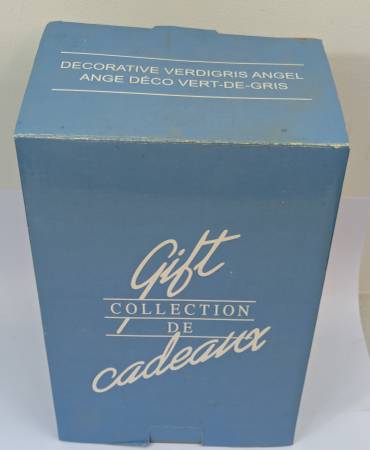 DECORATIVE VERDIGRIS ANGEL
ANGE DÉCO VERT-DE-GRIS
Gift
COLLECTION
DE
cadeaux